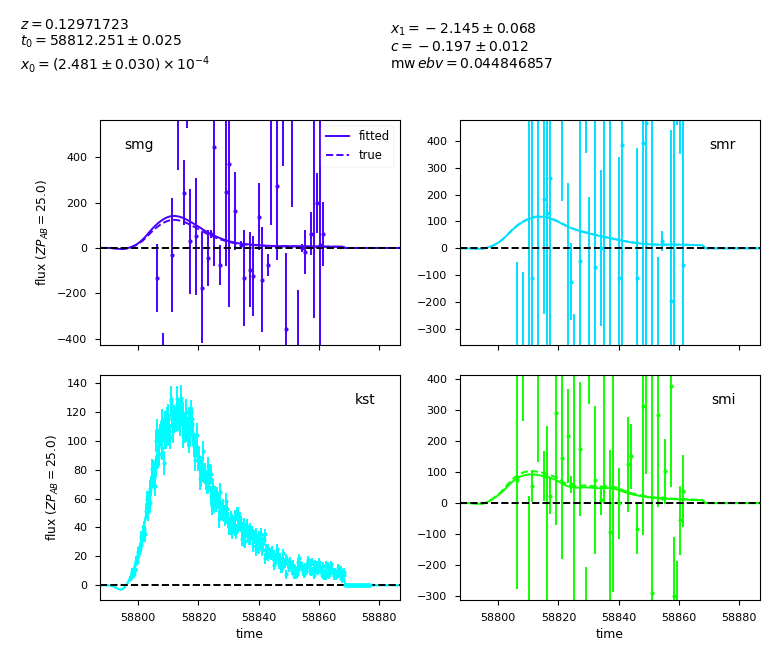 z = 0.12971723
t₀ = 58812.251 ± 0.025
x₀ = (2.481 ± 0.030) × 10⁻⁴
x₁ = −2.145 ± 0.068
c = −0.197 ± 0.012
mw ebv = 0.044846857
smg
fitted
true
flux (ZP_AB = 25.0)
400
200
0
−200
−400
smr
400
300
200
100
0
−100
−200
−300
kst
flux (ZP_AB = 25.0)
140
120
100
80
60
40
20
0
58800
58820
58840
58860
58880
time
smi
400
300
200
100
0
−100
−200
−300
58800
58820
58840
58860
58880
time